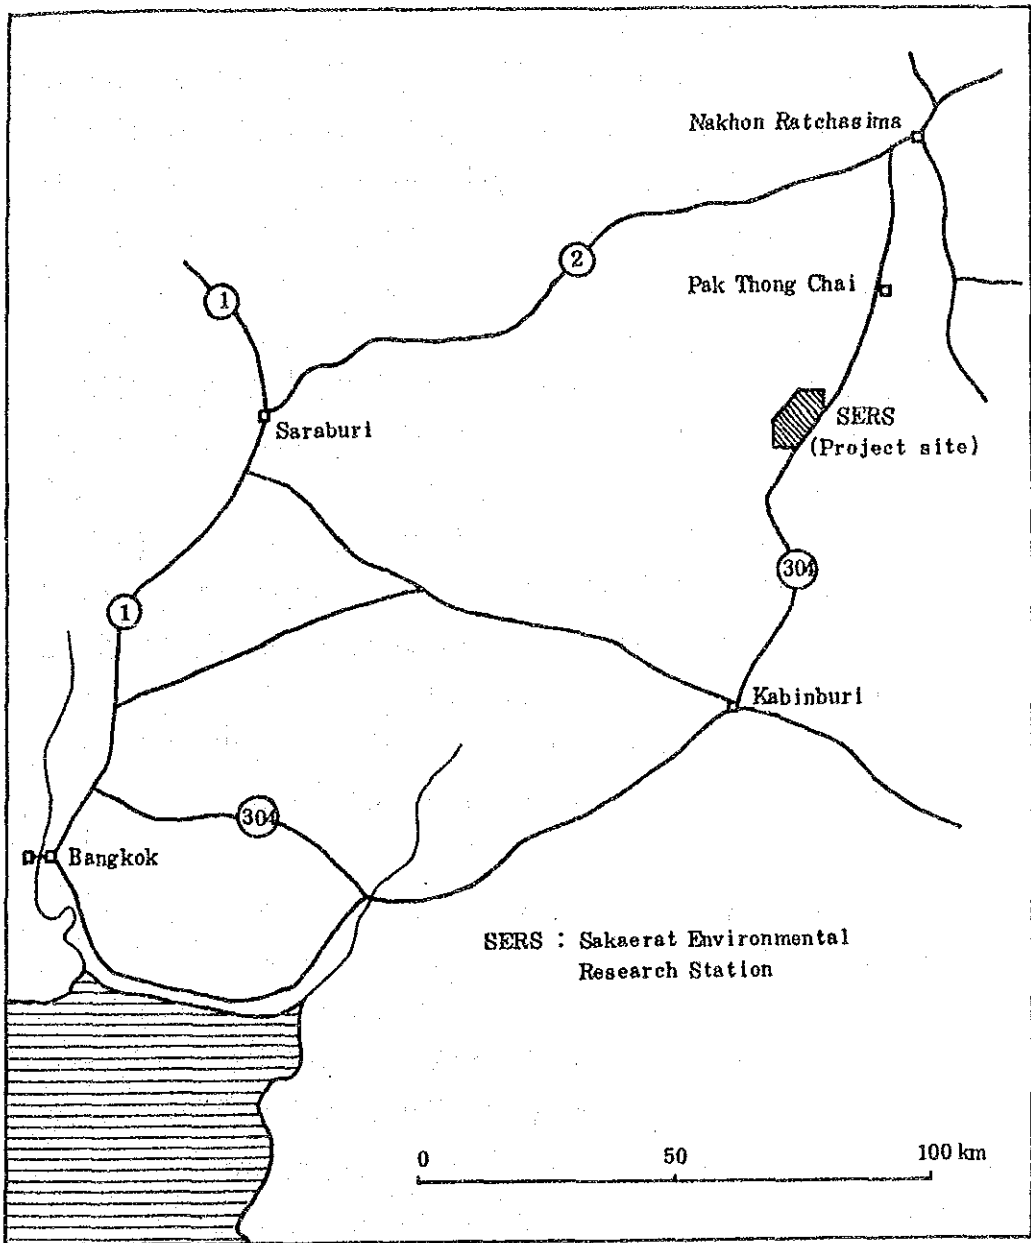 Nakhon Ratchasima
2
Pak Thong Chai
1
Saraburi
SERS
(Project site)
304
1
Kabinburi
304
Bangkok
SERS : Sakaerat Environmental
Research Station
0 50 100 km